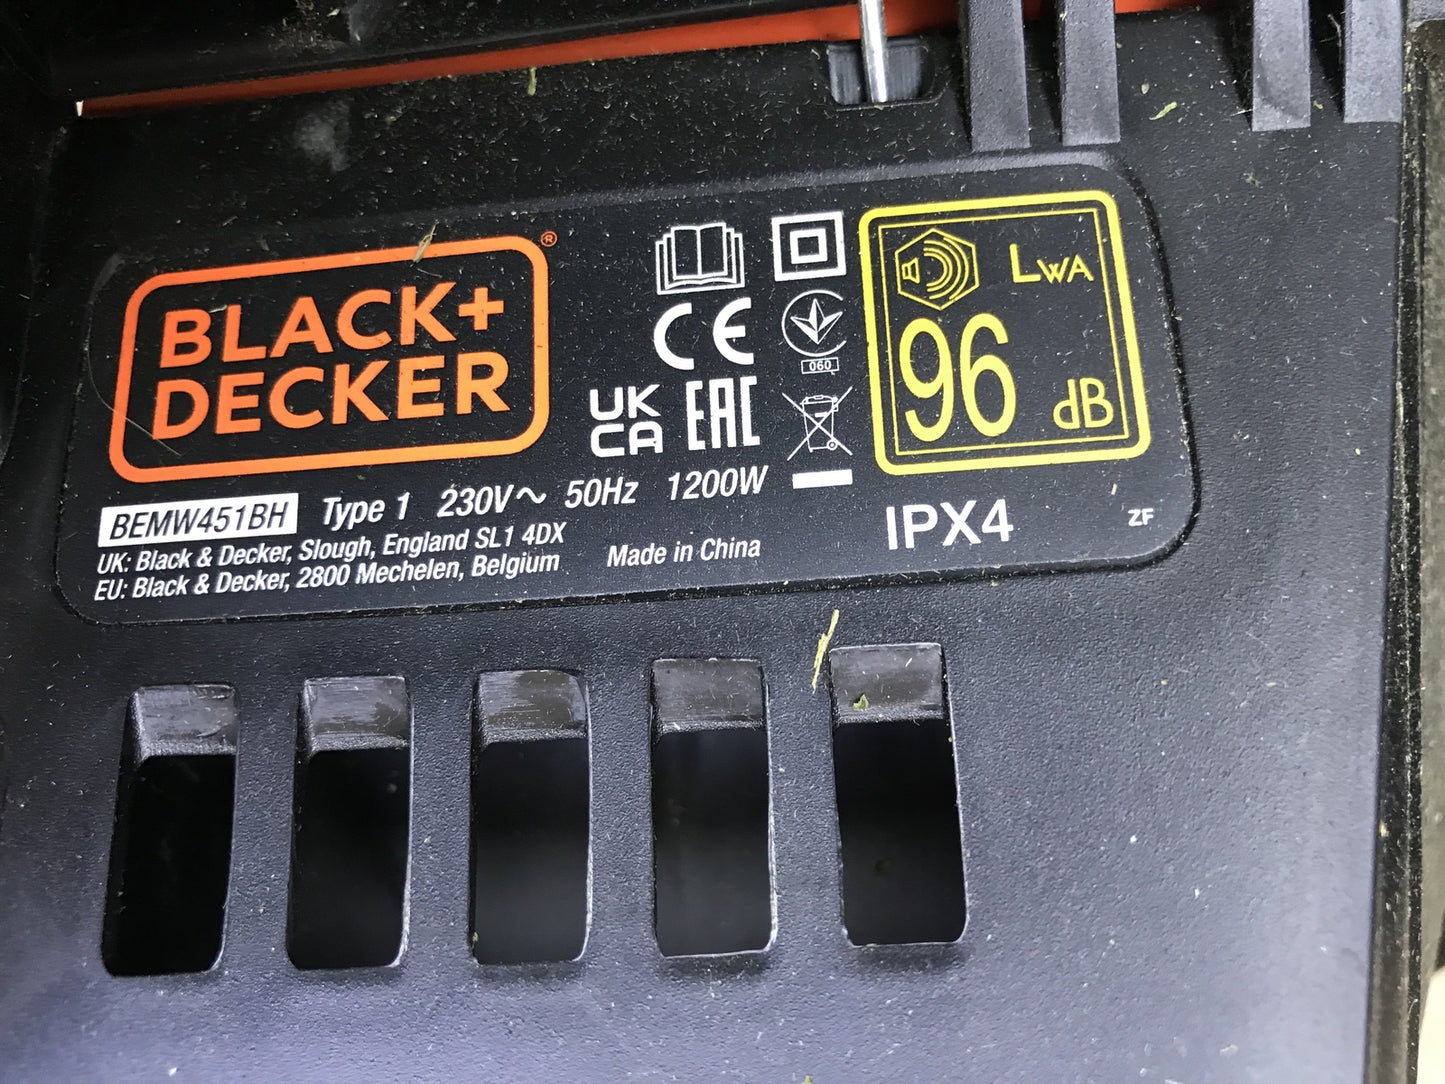 BLACK+
DECKER®
CE
060
UK
CA
EAC
LWA
96
dB
BEMW451BH Type 1 230V~ 50Hz 1200W
UK: Black & Decker, Slough, England SL1 4DX
EU: Black & Decker, 2800 Mechelen, Belgium
Made in China
IPX4
ZF